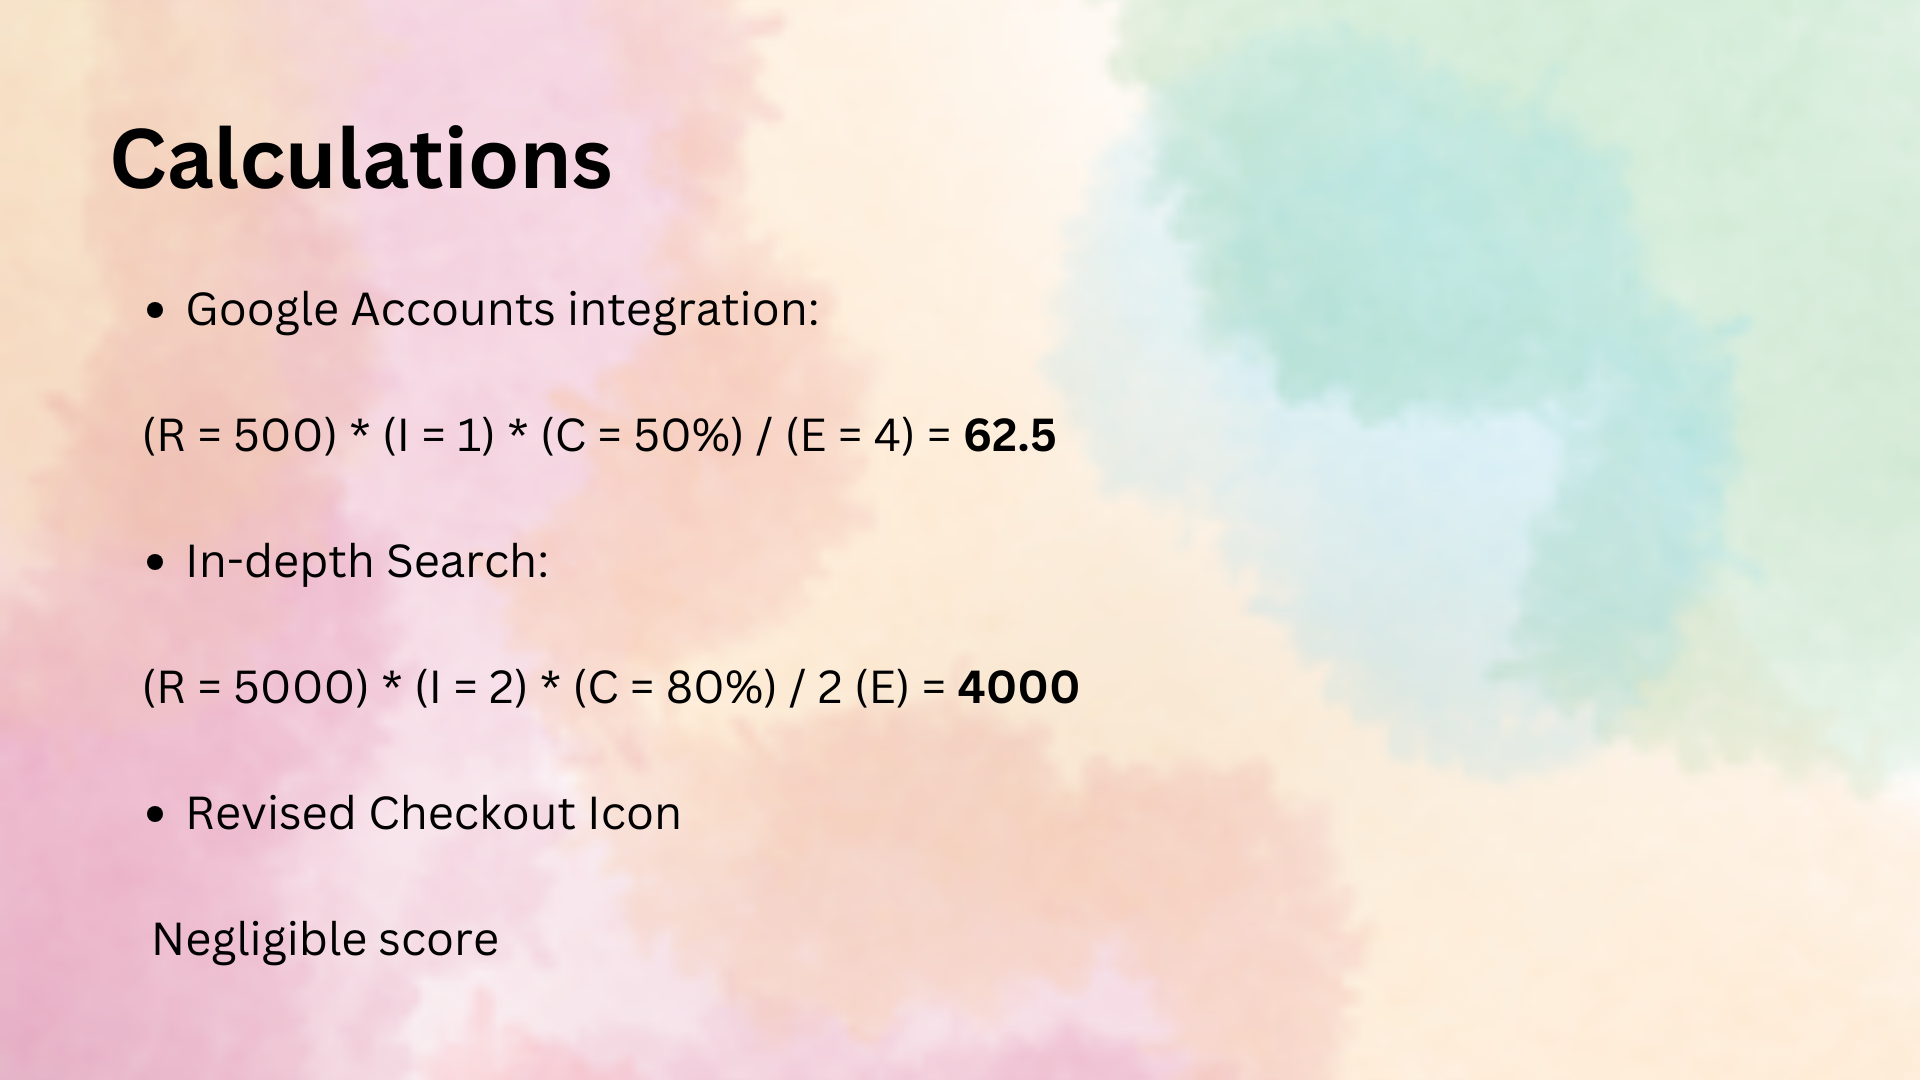 Calculations
• Google Accounts integration:
(R = 500) * (I = 1) * (C = 50%) / (E = 4) = 62.5
• In-depth Search:
(R = 5000) * (I = 2) * (C = 80%) / 2 (E) = 4000
• Revised Checkout Icon
Negligible score